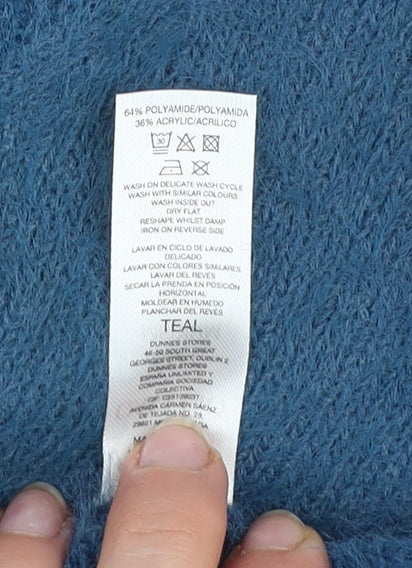 64% POLYAMIDE/POLYAMIDA
36% ACRYLIC/ACRILICO
30
WASH ON DELICATE WASH CYCLE
WASH WITH SIMILAR COLOURS
WASH INSIDE OUT
DRY FLAT
RESHAPE WHILST DAMP
IRON ON REVERSE SIDE
LAVAR EN CICLO DE LAVADO
DELICADO
LAVAR CON COLORES SIMILARES
LAVAR DEL REVÉS
SECAR LA PRENDA EN POSICIÓN
HORIZONTAL
MOLDEAR EN HUMEDO
PLANCHAR DEL REVÉS
TEAL
DUNNES STORES
46-50 SOUTH GREAT
GEORGES STREET, DUBLIN 2
DUNNES STORES
ESPAÑA UNLIMITED Y
COMPAÑIA SOCIEDAD
COLECTIVA
CIF:
AVENIDA CARMEN SAENZ
DE TEJADA NO. 29,